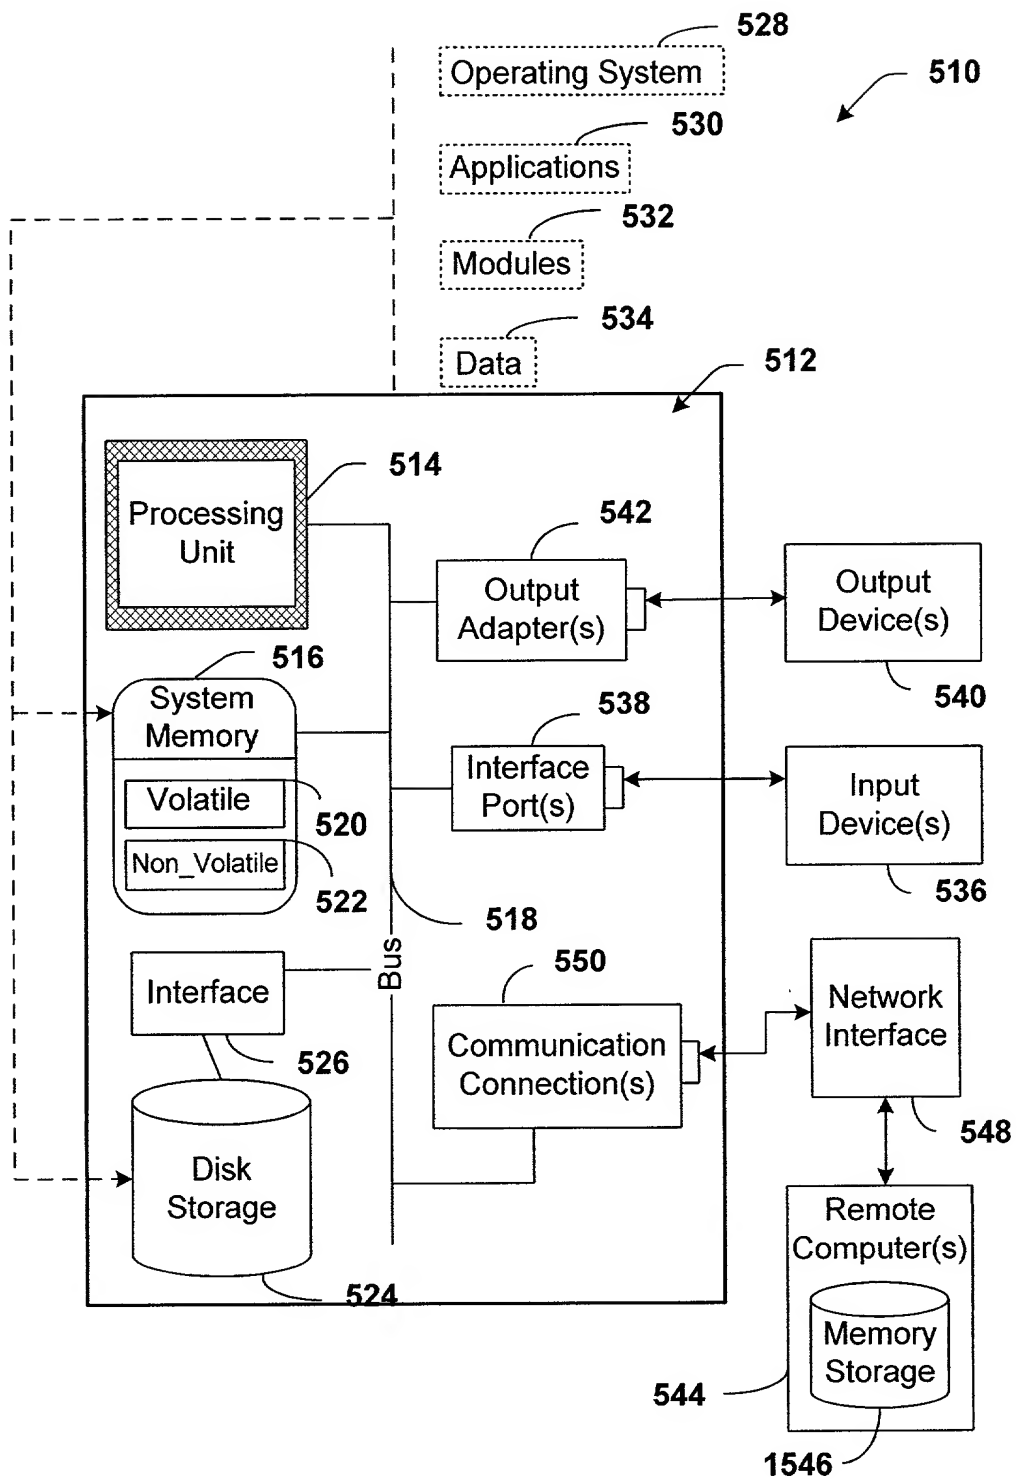 528
Operating System
510
530
Applications
532
Modules
534
Data
512
514
Processing
Unit
542
Output
Adapter(s)
Output
Device(s)
540
516
System
Memory
538
Interface
Port(s)
Input
Device(s)
536
Volatile
520
Non_Volatile
522
518
Bus
550
Interface
526
Communication
Connection(s)
Network
Interface
548
Disk
Storage
524
Remote
Computer(s)
Memory
Storage
544
1546